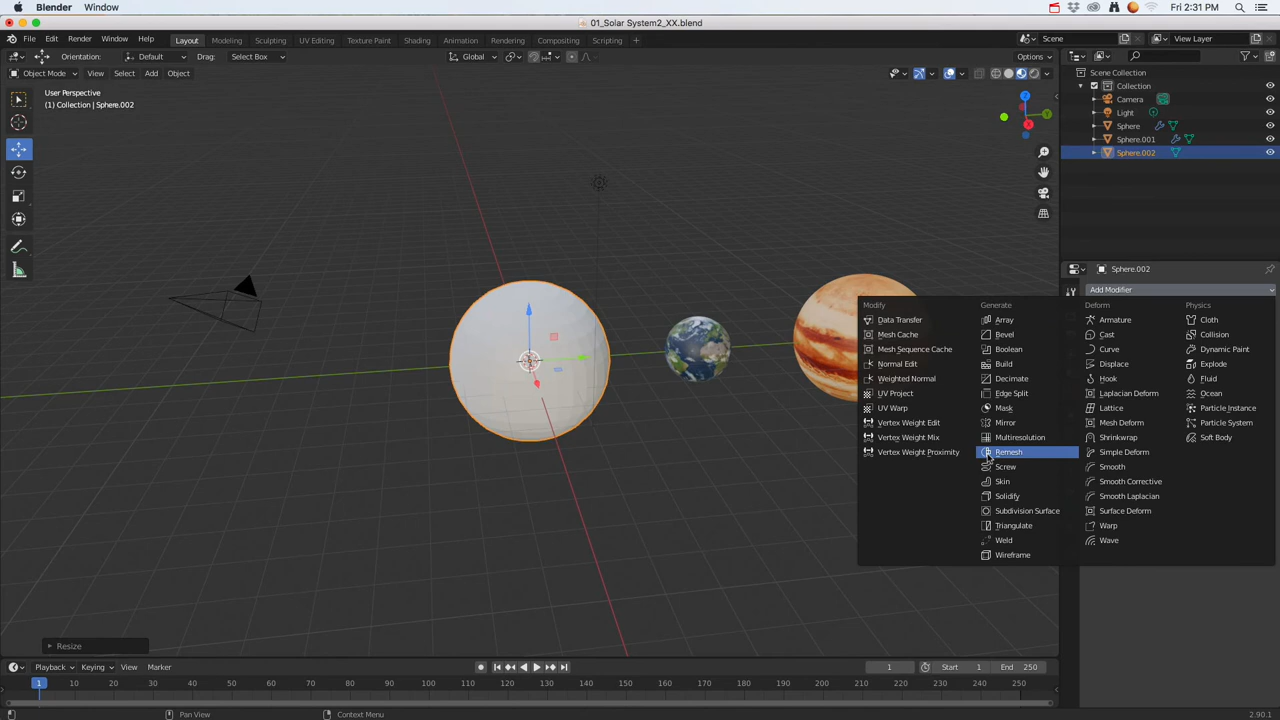 Blender Window Fri 2:31 PM
01_Solar System2_XX.blend
File Edit Render Window Help Layout Modeling Sculpting UV Editing Texture Paint Shading Animation Rendering Compositing Scripting + Scene View Layer
Orientation: Default Drag: Select Box Global Options
Object Mode View Select Add Object
User Perspective
(1) Collection | Sphere.002
Z
Y
X
Scene Collection
Collection
Camera
Light
Sphere
Sphere.001
Sphere.002
Sphere.002
Add Modifier
Modify Generate Deform Physics
Data Transfer Array Armature Cloth
Mesh Cache Bevel Cast Collision
Mesh Sequence Cache Boolean Curve Dynamic Paint
Normal Edit Build Displace Explode
Weighted Normal Decimate Hook Fluid
UV Project Edge Split Laplacian Deform Ocean
UV Warp Mask Lattice Particle Instance
Vertex Weight Edit Mirror Mesh Deform Particle System
Vertex Weight Mix Multiresolution Shrinkwrap Soft Body
Vertex Weight Proximity Remesh Simple Deform
Screw Smooth
Skin Smooth Corrective
Solidify Smooth Laplacian
Subdivision Surface Surface Deform
Triangulate Warp
Weld Wave
Wireframe
Resize
Playback Keying View Marker 1 Start 1 End 250
1 10 20 30 40 50 60 70 80 90 100 110 120 130 140 150 160 170 180 190 200 210 220 230 240 250
Pan View Context Menu 2.90.1